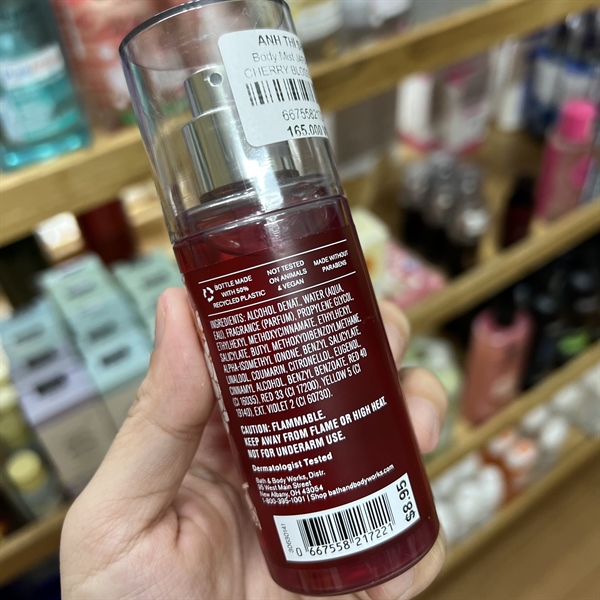 ANH THI
Body Mist
CHERRY
6675582
165.000
BOTTLE MADE
WITH 50%
RECYCLED PLASTIC
NOT TESTED
ON ANIMALS
& VEGAN
MADE WITHOUT
PARABENS
INGREDIENTS: ALCOHOL DENAT, WATER (AQUA,
EAU), FRAGRANCE (PARFUM), PROPYLENE GLYCOL,
ETHYLHEXYL METHOXYCINNAMATE, ETHYLHEXYL
SALICYLATE, BUTYL METHOXYDIBENZOYLMETHANE,
ALPHA-ISOMETHYL IONONE, BENZYL SALICYLATE,
LINALOOL, COUMARIN, CITRONELLOL, EUGENOL,
CINNAMYL ALCOHOL, BENZYL BENZOATE, RED 40
(CI 16035), RED 33 (CI 17200), YELLOW 5 (CI
19140), EXT. VIOLET 2 (CI 60730).
CAUTION: FLAMMABLE.
KEEP AWAY FROM FLAME OR HIGH HEAT.
NOT FOR UNDERARM USE.
Dermatologist Tested
Bath & Body Works, Distr.
95 West Main Street
New Albany, OH 43054
1-800-395-1001 | Shop bathandbodyworks.com
30630141
0 667558 217221
$8.95